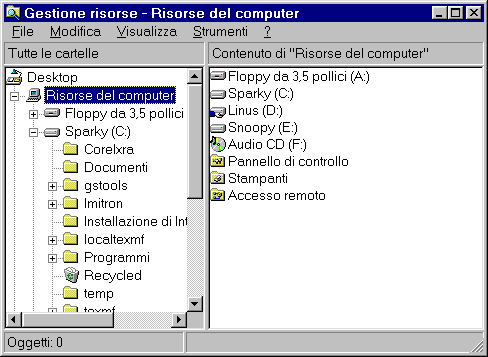 Gestione risorse - Risorse del computer
File Modifica Visualizza Strumenti ?
Tutte le cartelle
Contenuto di "Risorse del computer"
Desktop
Risorse del computer
Floppy da 3,5 pollici
Sparky (C:)
Corelxra
Documenti
gstools
Imitron
Installazione di Int
localtexmf
Programmi
Recycled
temp
texmf
Floppy da 3,5 pollici (A:)
Sparky (C:)
Linus (D:)
Snoopy (E:)
Audio CD (F:)
Pannello di controllo
Stampanti
Accesso remoto
Oggetti: 0